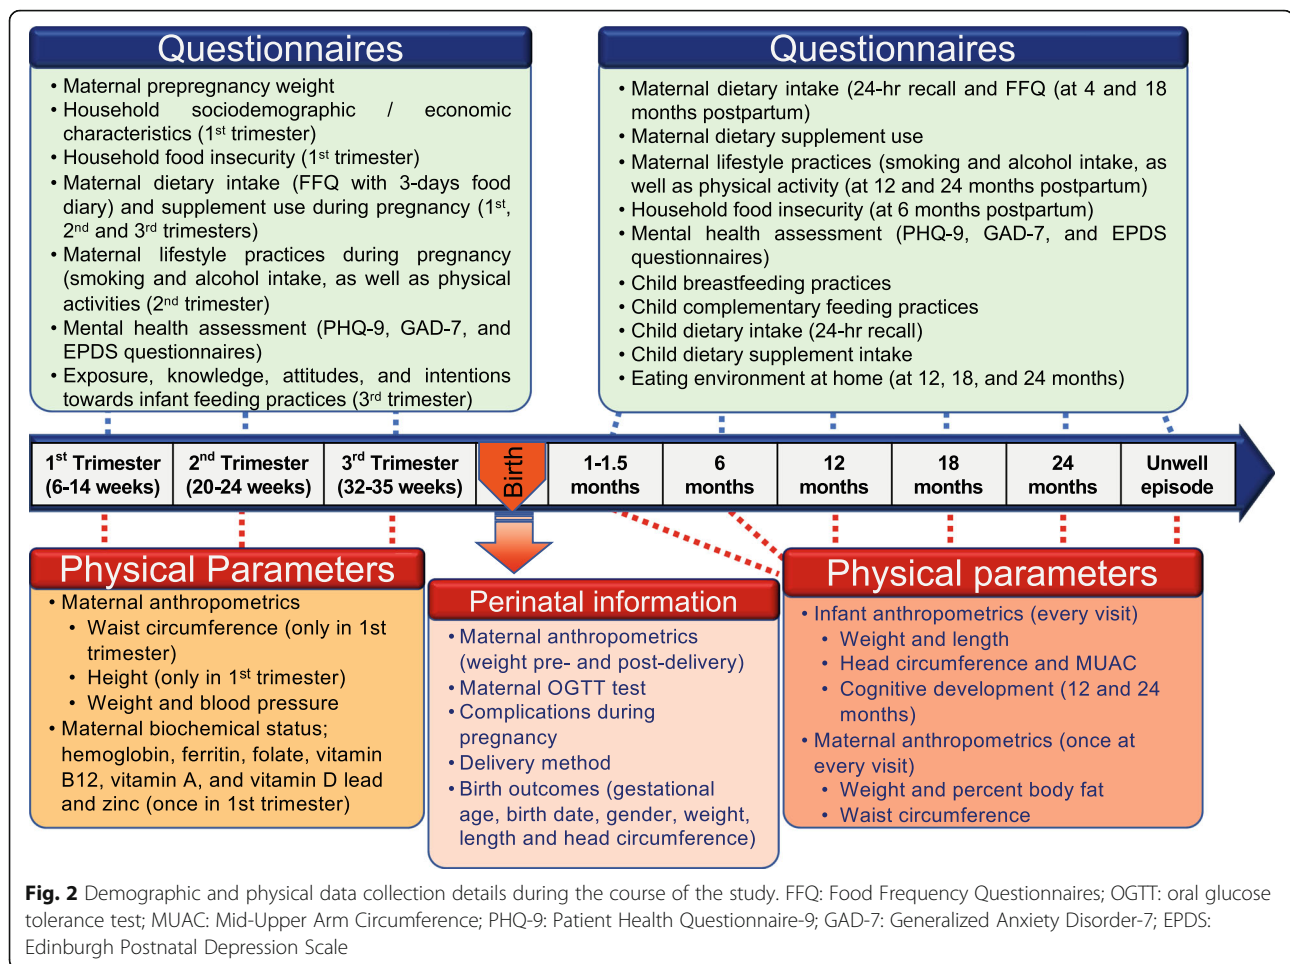 Questionnaires
• Maternal prepregnancy weight
• Household sociodemographic / economic
characteristics (1st trimester)
• Household food insecurity (1st trimester)
• Maternal dietary intake (FFQ with 3-days food
diary) and supplement use during pregnancy (1st,
2nd and 3rd trimesters)
• Maternal lifestyle practices during pregnancy
(smoking and alcohol intake, as well as physical
activities (2nd trimester)
• Mental health assessment (PHQ-9, GAD-7, and
EPDS questionnaires)
• Exposure, knowledge, attitudes, and intentions
towards infant feeding practices (3rd trimester)
Questionnaires
• Maternal dietary intake (24-hr recall and FFQ (at 4 and 18
months postpartum)
• Maternal dietary supplement use
• Maternal lifestyle practices (smoking and alcohol intake, as
well as physical activity (at 12 and 24 months postpartum)
• Household food insecurity (at 6 months postpartum)
• Mental health assessment (PHQ-9, GAD-7, and EPDS
questionnaires)
• Child breastfeeding practices
• Child complementary feeding practices
• Child dietary intake (24-hr recall)
• Child dietary supplement intake
• Eating environment at home (at 12, 18, and 24 months)
1st Trimester
(6-14 weeks)
2nd Trimester
(20-24 weeks)
3rd Trimester
(32-35 weeks)
Birth
1-1.5
months
6
months
12
months
18
months
24
months
Unwell
episode
Physical Parameters
• Maternal anthropometrics
• Waist circumference (only in 1st
trimester)
• Height (only in 1st trimester)
• Weight and blood pressure
• Maternal biochemical status;
hemoglobin, ferritin, folate, vitamin
B12, vitamin A, and vitamin D lead
and zinc (once in 1st trimester)
Perinatal information
• Maternal anthropometrics
(weight pre- and post-delivery)
• Maternal OGTT test
• Complications during
pregnancy
• Delivery method
• Birth outcomes (gestational
age, birth date, gender, weight,
length and head circumference)
Physical parameters
• Infant anthropometrics (every visit)
• Weight and length
• Head circumference and MUAC
• Cognitive development (12 and 24
months)
• Maternal anthropometrics (once at
every visit)
• Weight and percent body fat
• Waist circumference
Fig. 2 Demographic and physical data collection details during the course of the study. FFQ: Food Frequency Questionnaires; OGTT: oral glucose
tolerance test; MUAC: Mid-Upper Arm Circumference; PHQ-9: Patient Health Questionnaire-9; GAD-7: Generalized Anxiety Disorder-7; EPDS:
Edinburgh Postnatal Depression Scale